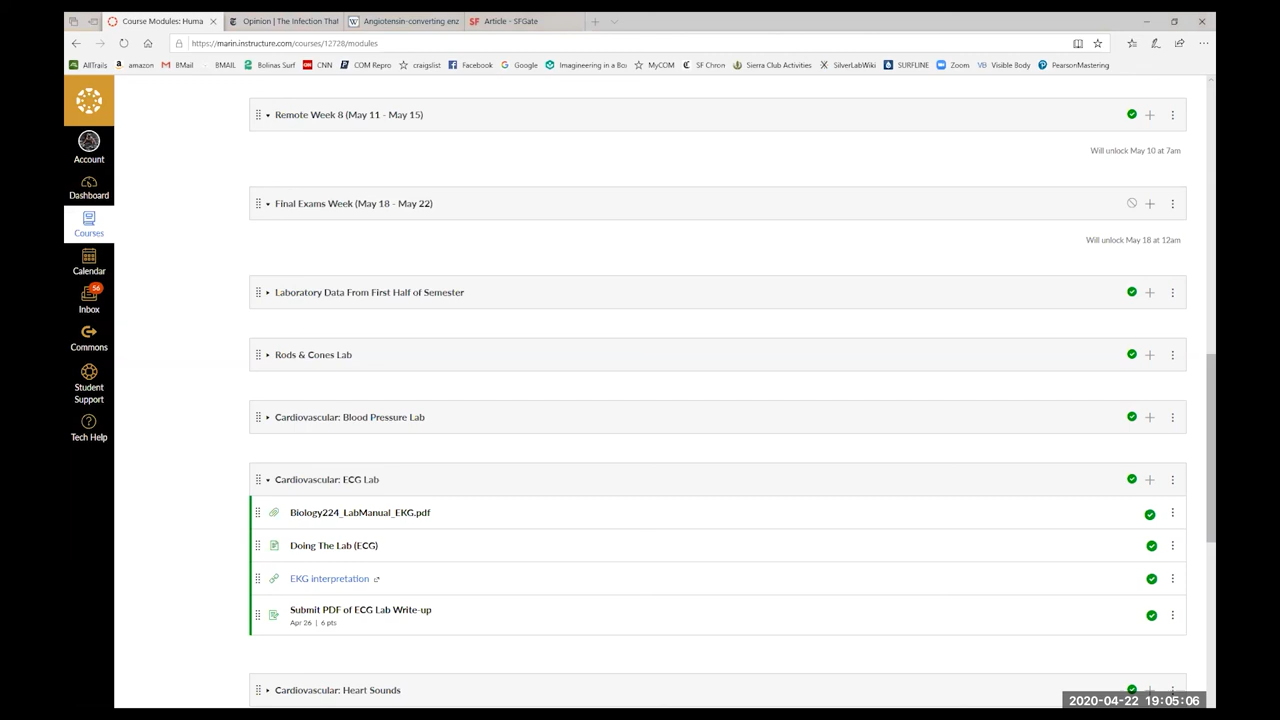 Course Modules: Huma
Opinion | The Infection Tha
Angiotensin-converting enz
SF Article - SFGate
https://marin.instructure.com/courses/12728/modules
AllTrails
amazon
BMail
BMAIL
Bolinas Surf
CNN
COM Repro
craigslist
Facebook
Google
Imagineering in a Bo
MyCOM
SF Chron
Sierra Club Activities
SilverLabWiki
SURFLINE
Zoom
VB Visible Body
PearsonMastering
Account
Dashboard
Courses
Calendar
56
Inbox
Commons
Student
Support
Tech Help
Remote Week 8 (May 11 - May 15)
Will unlock May 10 at 7am
Final Exams Week (May 18 - May 22)
Will unlock May 18 at 12am
Laboratory Data From First Half of Semester
Rods & Cones Lab
Cardiovascular: Blood Pressure Lab
Cardiovascular: ECG Lab
Biology224_LabManual_EKG.pdf
Doing The Lab (ECG)
EKG interpretation
Submit PDF of ECG Lab Write-up
Apr 26 | 6 pts
Cardiovascular: Heart Sounds
2020-04-22 19:05:06